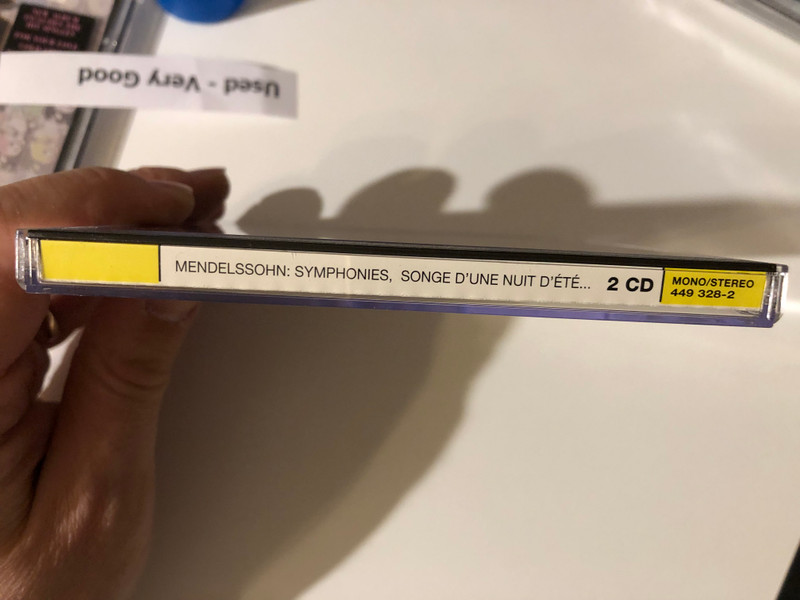 Used - Very Good
MENDELSSOHN: SYMPHONIES, SONGE D'UNE NUIT D'ÉTÉ... 2 CD
MONO/STEREO
449 328-2